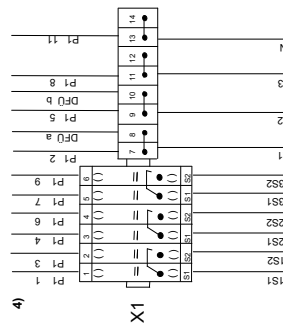 4)
X1
P1 1
P1 3
P1 4
P1 6
P1 7
P1 9
P1 2
DFÜ a
P1 5
DFÜ b
P1 8
P1 11
1 2 3 4 5 6 7 8 9 10 11 12 13 14
S1 S2 S1 S2 S1 S2
1S1
1S2
2S1
2S2
3S1
3S2
1
2
3
N